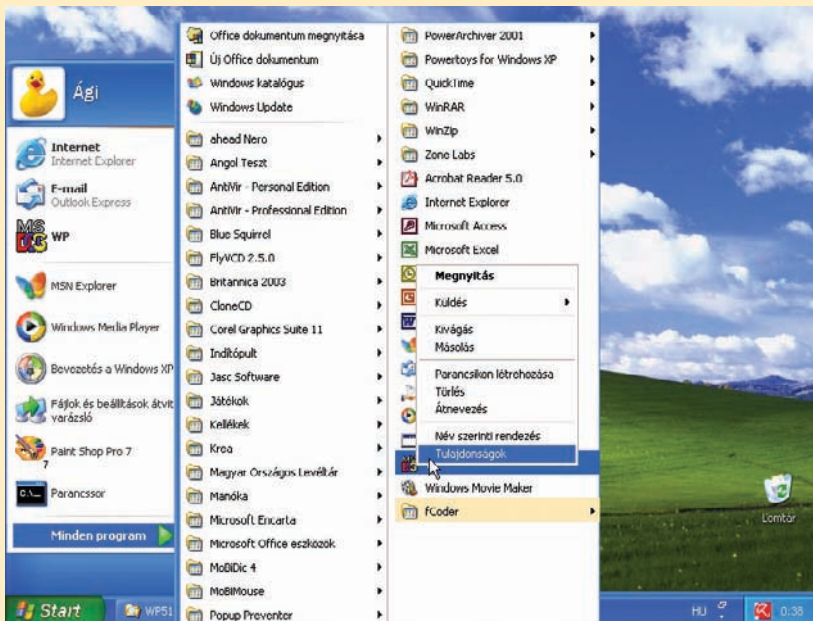 Ági
Internet
Internet Explorer
E-mail
Outlook Express
MS
DOS
WP
MSN Explorer
Windows Media Player
Bevezetés a Windows XP
Fájlok és beállítások átvit
varázsló
Paint Shop Pro 7
7
C:\_
Parancssor
Minden program
Start
WP51
Office dokumentum megnyitása
Új Office dokumentum
Windows katalógus
Windows Update
ahead Nero
Angol Teszt
AntiVir - Personal Edition
AntiVir - Professional Edition
Blue Squirrel
FlyVCD 2.5.0
Britannica 2003
CloneCD
Corel Graphics Suite 11
Indítópult
Jasc Software
Játékok
Kellékek
Krea
Magyar Országos Levéltár
Manóka
Microsoft Encarta
Microsoft Office eszközök
MoBiDic 4
MoBiMouse
Popup Preventer
PowerArchiver 2001
Powertoys for Windows XP
QuickTime
WinRAR
WinZip
Zone Labs
Acrobat Reader 5.0
Internet Explorer
Microsoft Access
Microsoft Excel
Megnyitás
Küldés
Kivágás
Másolás
Parancsikon létrehozása
Törlés
Átnevezés
Név szerinti rendezés
Tulajdonságok
Windows Movie Maker
fCoder
Lomtár
HU
0:38